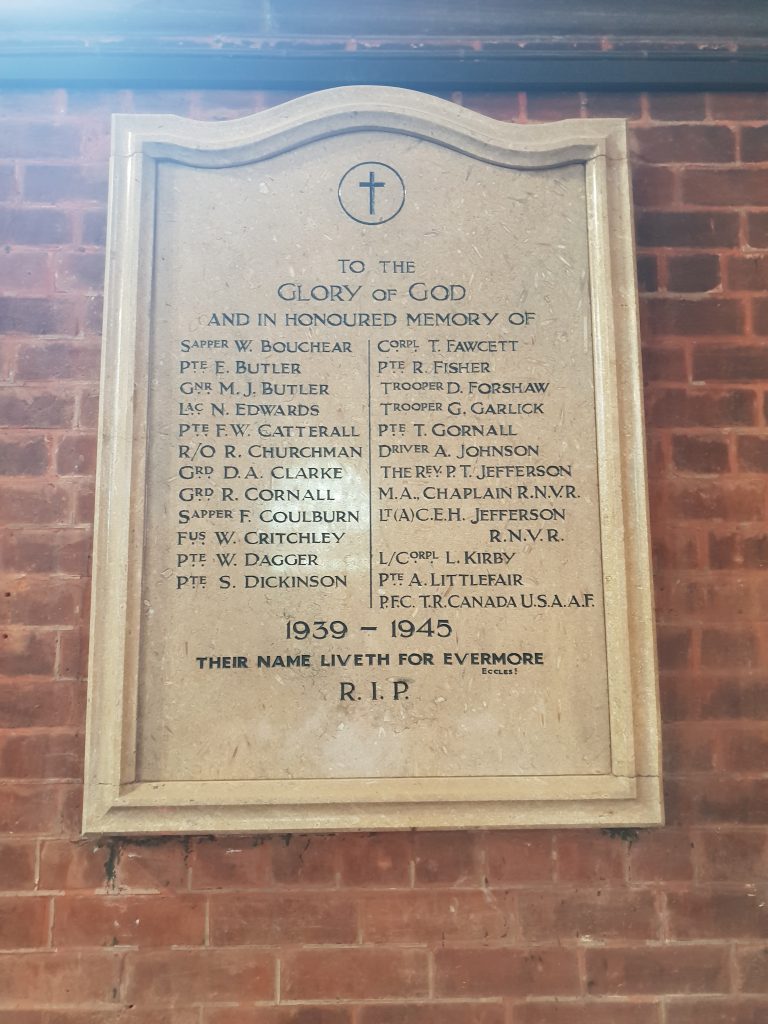 TO THE
GLORY OF GOD
AND IN HONOURED MEMORY OF
SAPPER W. BOUCHEAR
PTE E. BUTLER
GNR M. J. BUTLER
LAC N. EDWARDS
PTE F. W. CATTERALL
R/O R. CHURCHMAN
GRD D. A. CLARKE
GRD R. CORNALL
SAPPER F. COULBURN
FUS W. CRITCHLEY
PTE W. DAGGER
PTE S. DICKINSON
CORPL T. FAWCETT
PTE R. FISHER
TROOPER D. FORSHAW
TROOPER G. GARLICK
PTE T. GORNALL
DRIVER A. JOHNSON
THE REV. P. T. JEFFERSON
M.A., CHAPLAIN R.N.V.R.
LT (A) C.E.H. JEFFERSON
R.N.V.R.
L/CORPL L. KIRBY
PTE A. LITTLEFAIR
P.F.C. T.R. CANADA U.S.A.A.F.
1939 – 1945
THEIR NAME LIVETH FOR EVERMORE
ECCLES!
R. I. P.